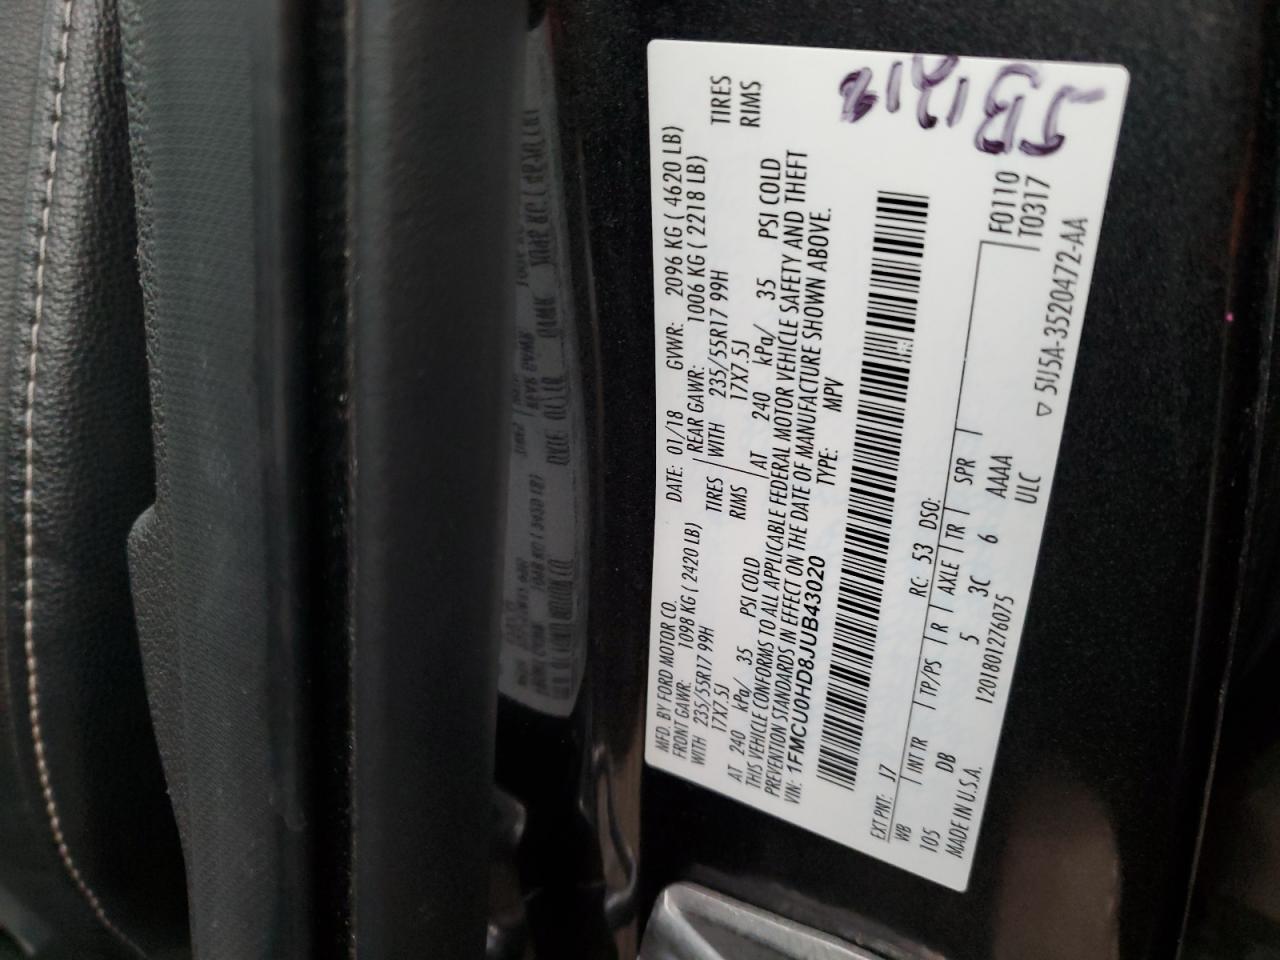 MFD. BY FORD MOTOR CO.
DATE: 01/18 GVWR: 2096 KG ( 4620 LB)
FRONT GAWR: 1098 KG ( 2420 LB)
REAR GAWR: 1006 KG ( 2218 LB)
WITH 235/55R17 99H TIRES
WITH 235/55R17 99H TIRES
17X7.5J RIMS
17X7.5J RIMS
AT 240 kPa/ 35 PSI COLD
AT 240 kPa/ 35 PSI COLD
THIS VEHICLE CONFORMS TO ALL APPLICABLE FEDERAL MOTOR VEHICLE SAFETY AND THEFT
PREVENTION STANDARDS IN EFFECT ON THE DATE OF MANUFACTURE SHOWN ABOVE.
VIN: 1FMCU0HD8JUB43020
TYPE: MPV
EXT PNT: J7 RC: 53 DSO:
F0110
WB INT TR TP/PS R AXLE TR SPR
T0317
105 DB 5 3C 6 AAAA
ULC
MADE IN U.S.A. 1201801276075
5U5A-3520472-AA
JB1212